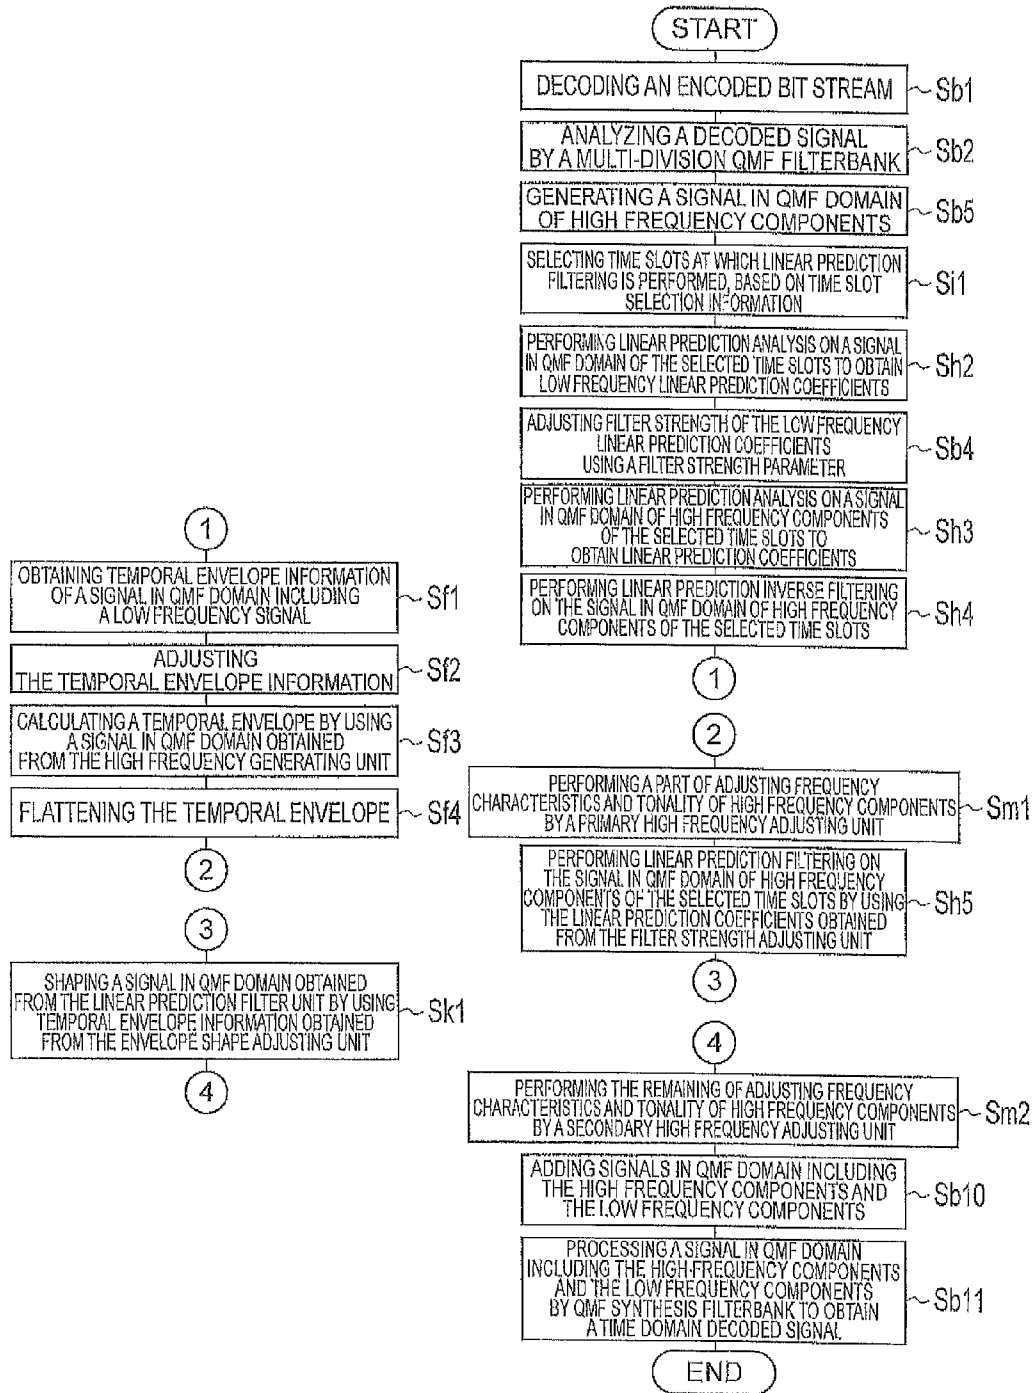 START
DECODING AN ENCODED BIT STREAM
Sb1
ANALYZING A DECODED SIGNAL
BY A MULTI-DIVISION QMF FILTERBANK
Sb2
GENERATING A SIGNAL IN QMF DOMAIN
OF HIGH FREQUENCY COMPONENTS
Sb5
SELECTING TIME SLOTS AT WHICH LINEAR PREDICTION
FILTERING IS PERFORMED, BASED ON TIME SLOT
SELECTION INFORMATION
Si1
PERFORMING LINEAR PREDICTION ANALYSIS ON A SIGNAL
IN QMF DOMAIN OF THE SELECTED TIME SLOTS TO OBTAIN
LOW FREQUENCY LINEAR PREDICTION COEFFICIENTS
Sh2
ADJUSTING FILTER STRENGTH OF THE LOW FREQUENCY
LINEAR PREDICTION COEFFICIENTS
USING A FILTER STRENGTH PARAMETER
Sb4
PERFORMING LINEAR PREDICTION ANALYSIS ON A SIGNAL
IN QMF DOMAIN OF HIGH FREQUENCY COMPONENTS
OF THE SELECTED TIME SLOTS TO
OBTAIN LINEAR PREDICTION COEFFICIENTS
Sh3
PERFORMING LINEAR PREDICTION INVERSE FILTERING
ON THE SIGNAL IN QMF DOMAIN OF HIGH FREQUENCY
COMPONENTS OF THE SELECTED TIME SLOTS
Sh4
1
1
OBTAINING TEMPORAL ENVELOPE INFORMATION
OF A SIGNAL IN QMF DOMAIN INCLUDING
A LOW FREQUENCY SIGNAL
Sf1
ADJUSTING
THE TEMPORAL ENVELOPE INFORMATION
Sf2
CALCULATING A TEMPORAL ENVELOPE BY USING
A SIGNAL IN QMF DOMAIN OBTAINED
FROM THE HIGH FREQUENCY GENERATING UNIT
Sf3
FLATTENING THE TEMPORAL ENVELOPE
Sf4
2
2
PERFORMING A PART OF ADJUSTING FREQUENCY
CHARACTERISTICS AND TONALITY OF HIGH FREQUENCY COMPONENTS
BY A PRIMARY HIGH FREQUENCY ADJUSTING UNIT
Sm1
PERFORMING LINEAR PREDICTION FILTERING ON
THE SIGNAL IN QMF DOMAIN OF HIGH FREQUENCY
COMPONENTS OF THE SELECTED TIME SLOTS BY USING
THE LINEAR PREDICTION COEFFICIENTS OBTAINED
FROM THE FILTER STRENGTH ADJUSTING UNIT
Sh5
3
3
SHAPING A SIGNAL IN QMF DOMAIN OBTAINED
FROM THE LINEAR PREDICTION FILTER UNIT BY USING
TEMPORAL ENVELOPE INFORMATION OBTAINED
FROM THE ENVELOPE SHAPE ADJUSTING UNIT
Sk1
4
4
PERFORMING THE REMAINING OF ADJUSTING FREQUENCY
CHARACTERISTICS AND TONALITY OF HIGH FREQUENCY COMPONENTS
BY A SECONDARY HIGH FREQUENCY ADJUSTING UNIT
Sm2
ADDING SIGNALS IN QMF DOMAIN INCLUDING
THE HIGH FREQUENCY COMPONENTS AND
THE LOW FREQUENCY COMPONENTS
Sb10
PROCESSING A SIGNAL IN QMF DOMAIN
INCLUDING THE HIGH-FREQUENCY COMPONENTS
AND THE LOW FREQUENCY COMPONENTS
BY QMF SYNTHESIS FILTERBANK TO OBTAIN
A TIME DOMAIN DECODED SIGNAL
Sb11
END